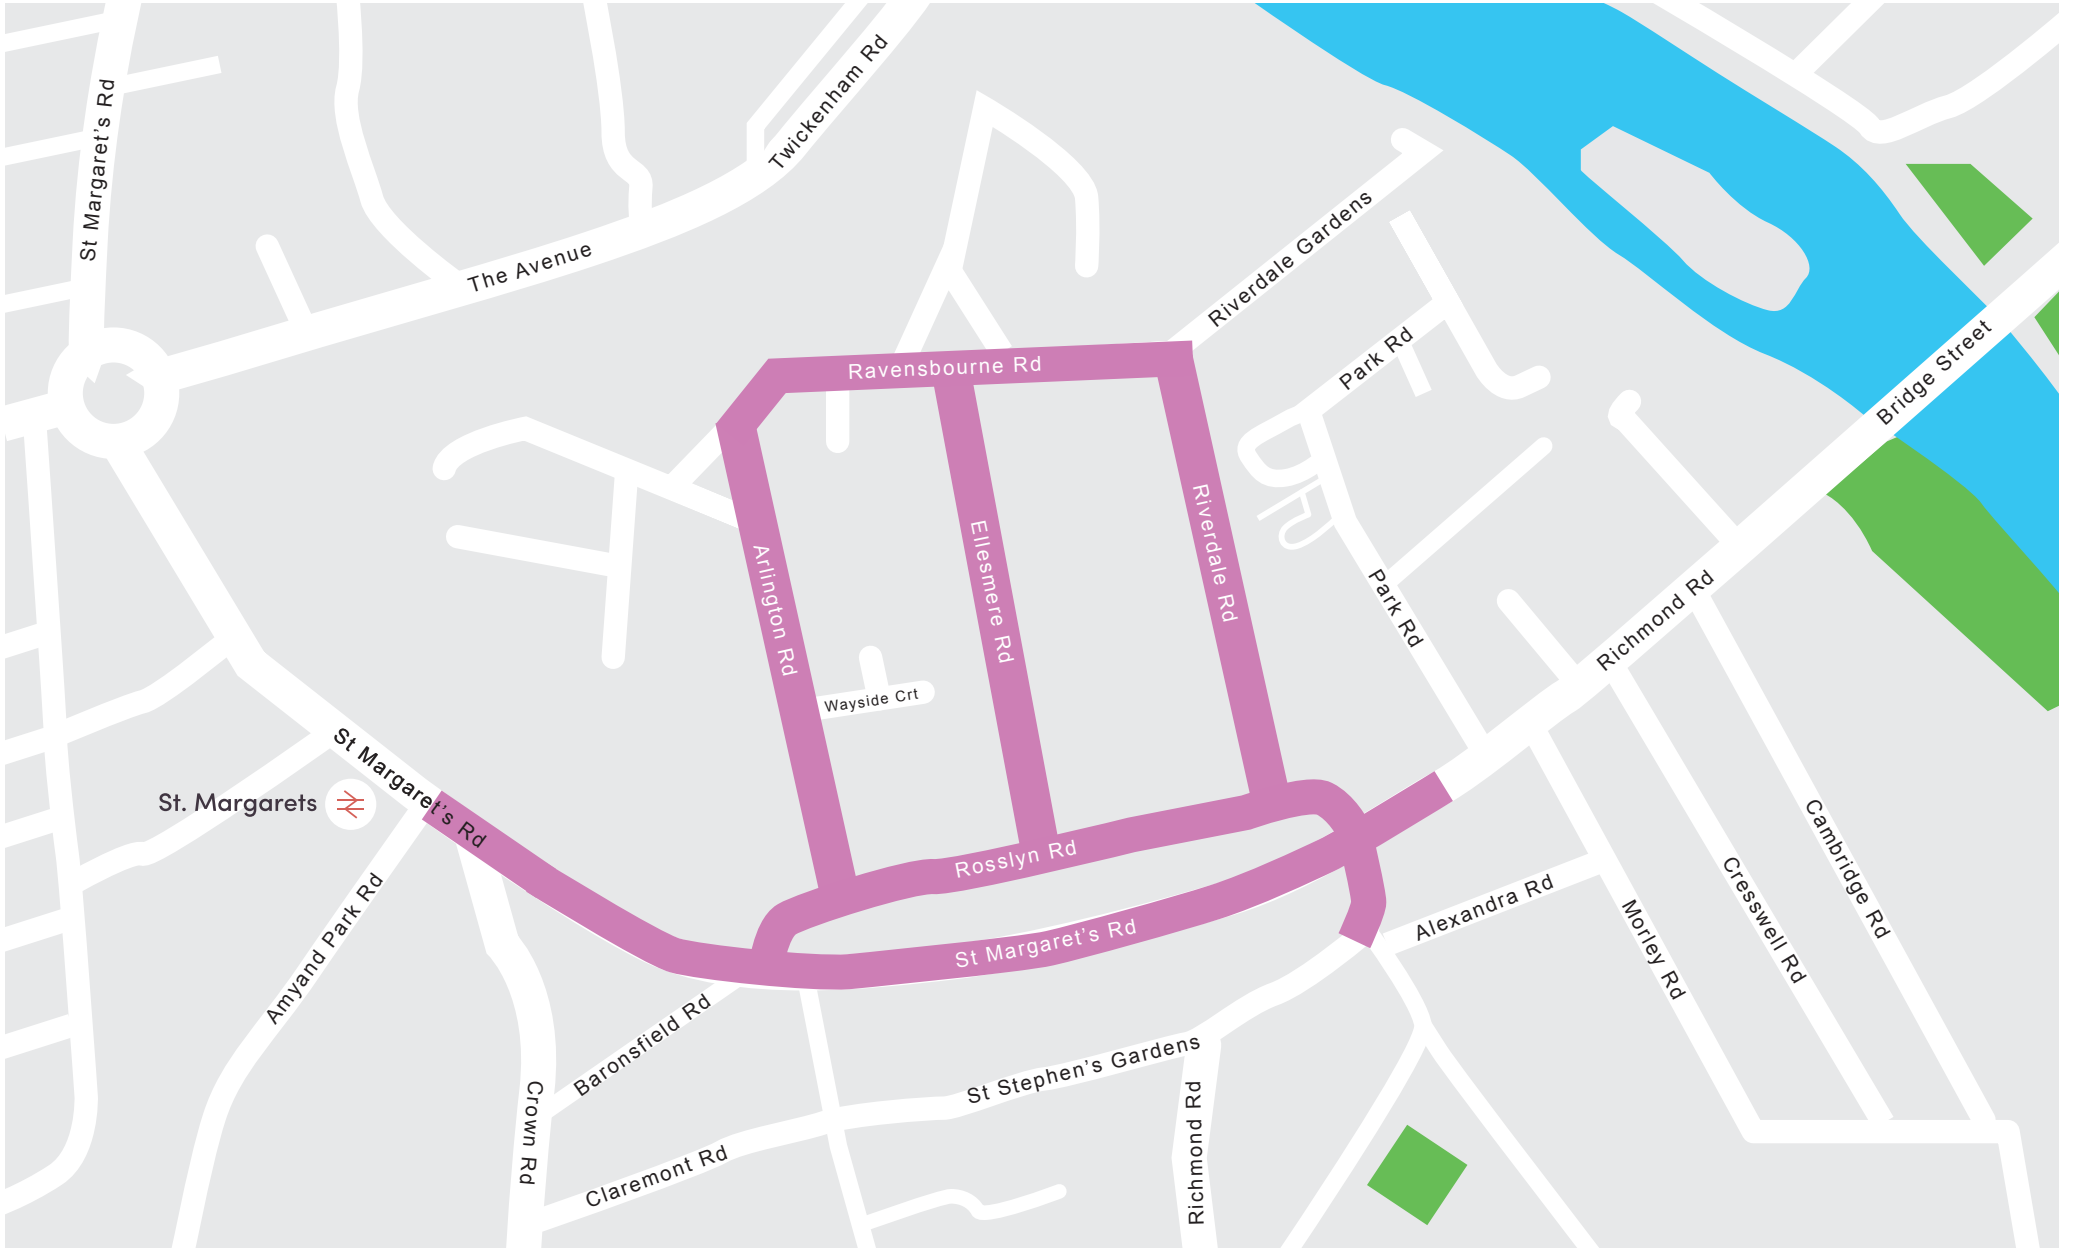 St Margaret's Rd
Twickenham Rd
The Avenue
Riverdale Gardens
Park Rd
Bridge Street
Ravensbourne Rd
Arlington Rd
Ellesmere Rd
Riverdale Rd
Park Rd
Richmond Rd
Wayside Crt
St Margaret's Rd
St. Margarets
Rosslyn Rd
St Margaret's Rd
Amyand Park Rd
Alexandra Rd
Morley Rd
Cresswell Rd
Cambridge Rd
Baronsfield Rd
St Stephen's Gardens
Crown Rd
Claremont Rd
Richmond Rd